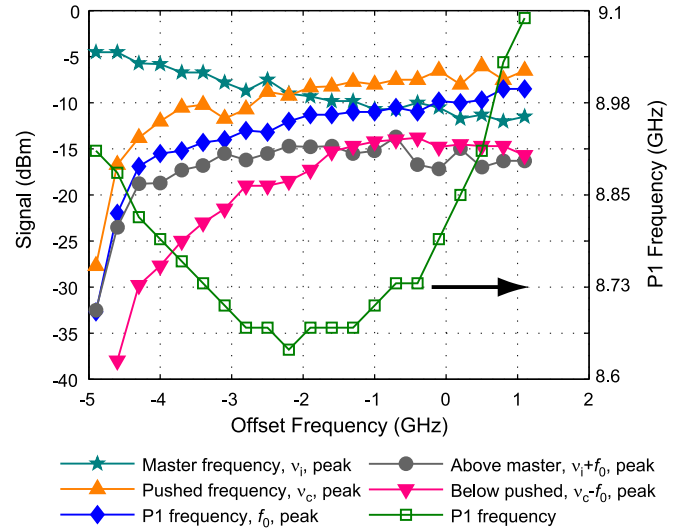 0
-5
-10
-15
-20
-25
-30
-35
-40
Signal (dBm)
9.1
8.98
8.85
8.73
8.6
P1 Frequency (GHz)
-5 -4 -3 -2 -1 0 1 2
Offset Frequency (GHz)
Master frequency, νi, peak
Pushed frequency, νc, peak
P1 frequency, f0, peak
Above master, νi+f0, peak
Below pushed, νc-f0, peak
P1 frequency